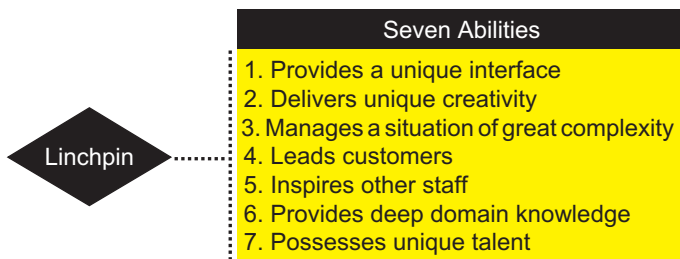 Seven Abilities
1. Provides a unique interface
2. Delivers unique creativity
3. Manages a situation of great complexity
Linchpin
4. Leads customers
5. Inspires other staff
6. Provides deep domain knowledge
7. Possesses unique talent